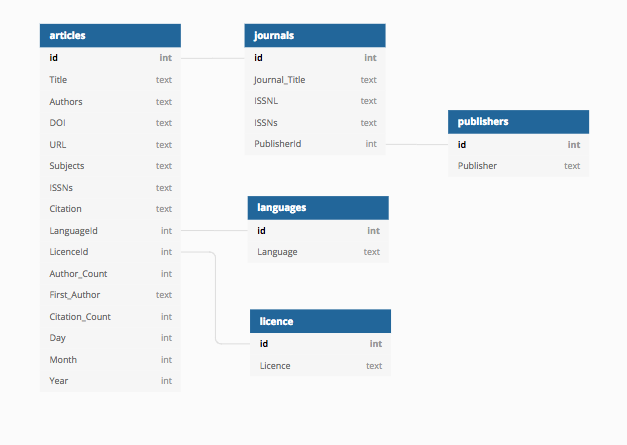 articles
id int
Title text
Authors text
DOI text
URL text
Subjects text
ISSNs text
Citation text
LanguageId int
LicenceId int
Author_Count int
First_Author text
Citation_Count int
Day int
Month int
Year int
journals
id int
Journal_Title text
ISSNL text
ISSNs text
PublisherId int
publishers
id int
Publisher text
languages
id int
Language text
licence
id int
Licence text